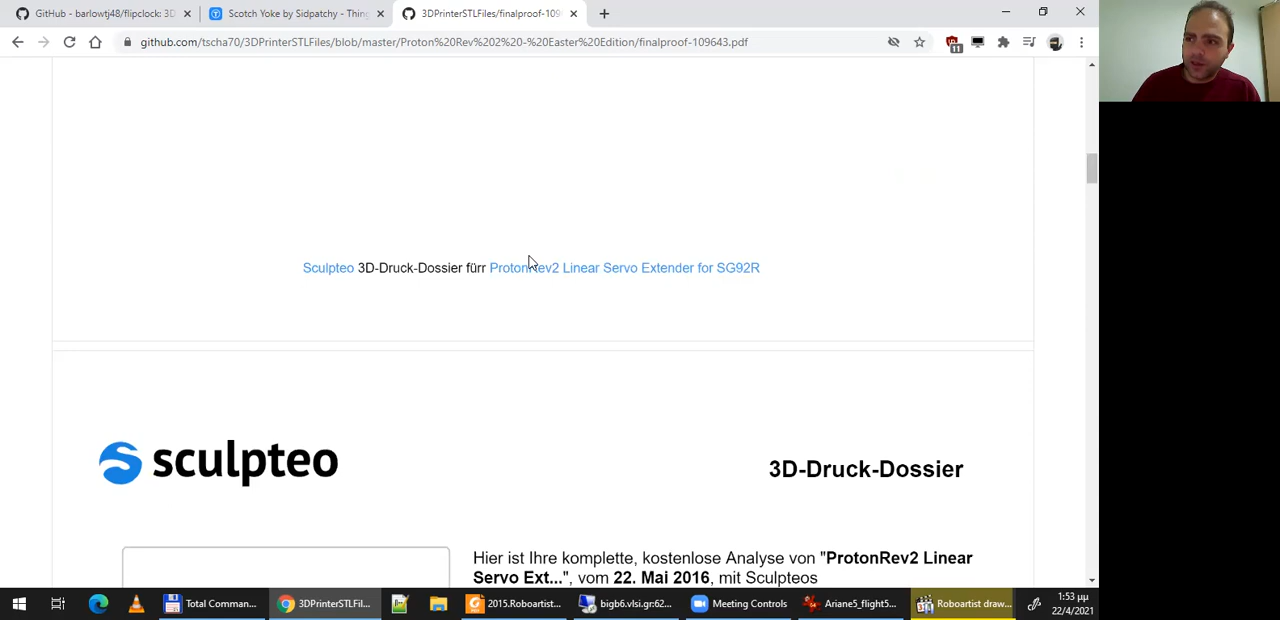 GitHub - barlowtj48/flipclock: 3D
Scotch Yoke by Sidpatchy - Thing
3DPrinterSTLFiles/finalproof-109
github.com/tscha70/3DPrinterSTLFiles/blob/master/Proton%20Rev%202%20-%20Easter%20Edition/finalproof-109643.pdf
11
Sculpteo 3D-Druck-Dossier fürr ProtonRev2 Linear Servo Extender for SG92R
sculpteo
3D-Druck-Dossier
Hier ist Ihre komplette, kostenlose Analyse von "ProtonRev2 Linear
Servo Ext...", vom 22. Mai 2016, mit Sculpteos
Total Comman...
3DPrinterSTLFil...
2015.Roboartist...
bigb6.vlsi.gr:62...
Meeting Controls
Ariane5_flight5...
Roboartist draw...
1:53 μμ
22/4/2021